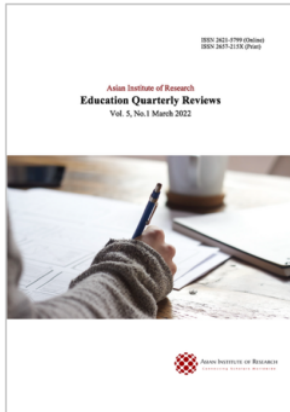 ISSN 2621-5799 (Online)
ISSN 2657-215X (Print)
Asian Institute of Research
Education Quarterly Reviews
Vol. 5, No.1 March 2022
ASIAN INSTITUTE OF RESEARCH